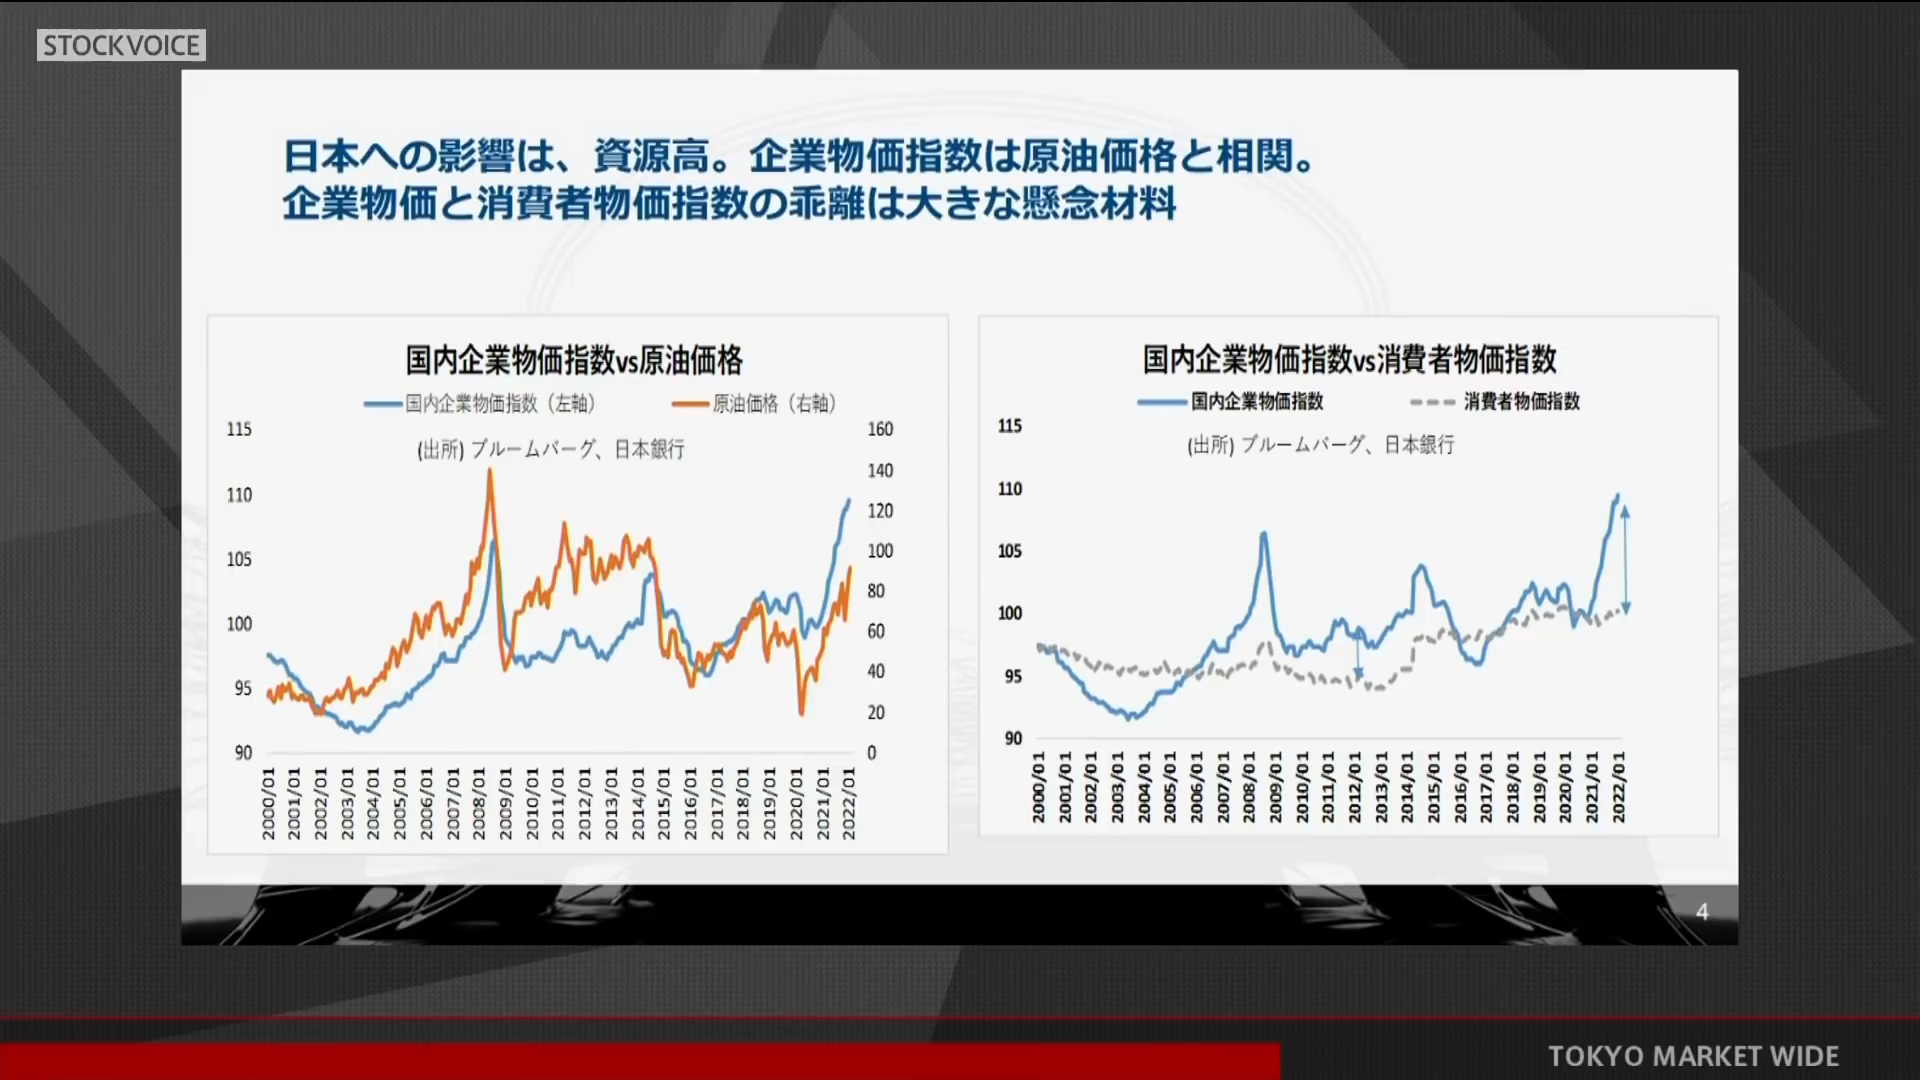 STOCKVOICE
日本への影響は、資源高。企業物価指数は原油価格と相関。
企業物価と消費者物価指数の乖離は大きな懸念材料
国内企業物価指数vs原油価格
国内企業物価指数（左軸） 原油価格（右軸）
(出所) ブルームバーグ、日本銀行
115
110
105
100
95
90
160
140
120
100
80
60
40
20
0
2000/01 2001/01 2002/01 2003/01 2004/01 2005/01 2006/01 2007/01 2008/01 2009/01 2010/01 2011/01 2012/01 2013/01 2014/01 2015/01 2016/01 2017/01 2018/01 2019/01 2020/01 2021/01 2022/01
国内企業物価指数vs消費者物価指数
国内企業物価指数 消費者物価指数
(出所) ブルームバーグ、日本銀行
115
110
105
100
95
90
2000/01 2001/01 2002/01 2003/01 2004/01 2005/01 2006/01 2007/01 2008/01 2009/01 2010/01 2011/01 2012/01 2013/01 2014/01 2015/01 2016/01 2017/01 2018/01 2019/01 2020/01 2021/01 2022/01
4
TOKYO MARKET WIDE